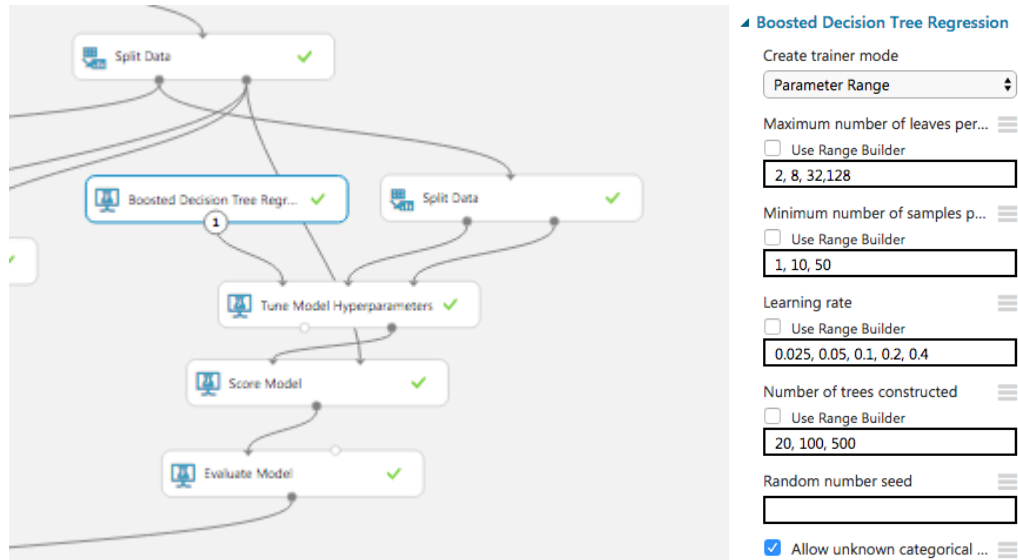 Split Data
Boosted Decision Tree Regr...
1
Split Data
Tune Model Hyperparameters
Score Model
Evaluate Model
Boosted Decision Tree Regression
Create trainer mode
Parameter Range
Maximum number of leaves per...
Use Range Builder
2, 8, 32,128
Minimum number of samples p...
Use Range Builder
1, 10, 50
Learning rate
Use Range Builder
0.025, 0.05, 0.1, 0.2, 0.4
Number of trees constructed
Use Range Builder
20, 100, 500
Random number seed
Allow unknown categorical ...